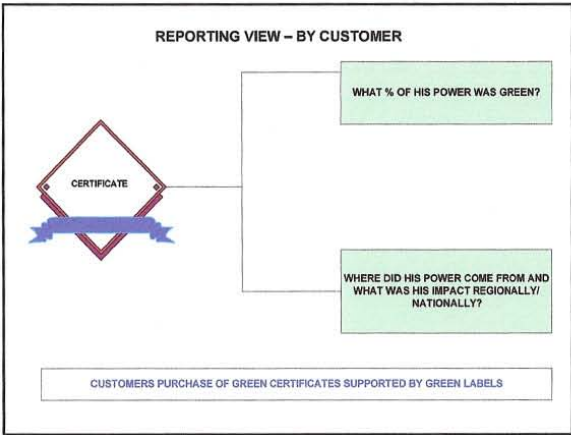 REPORTING VIEW – BY CUSTOMER
WHAT % OF HIS POWER WAS GREEN?
CERTIFICATE
WHERE DID HIS POWER COME FROM AND
WHAT WAS HIS IMPACT REGIONALLY/
NATIONALLY?
CUSTOMERS PURCHASE OF GREEN CERTIFICATES SUPPORTED BY GREEN LABELS